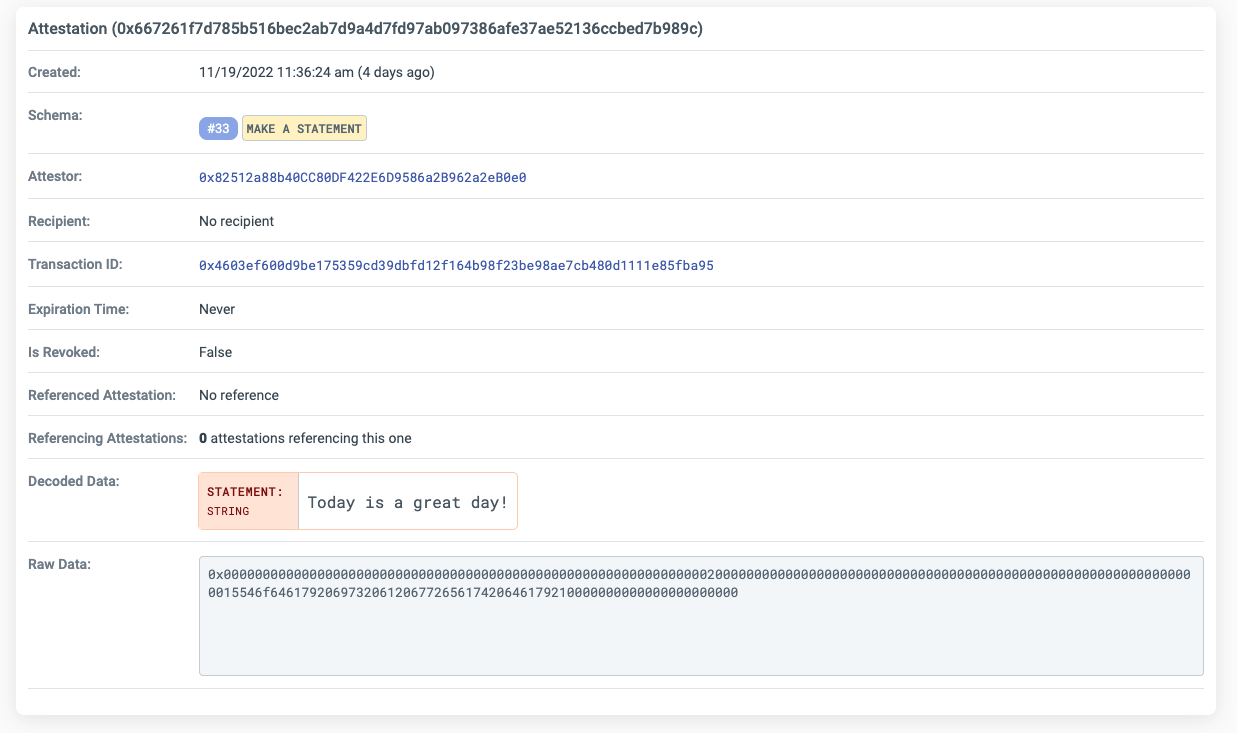 Attestation (0x667261f7d785b516bec2ab7d9a4d7fd97ab097386afe37ae52136ccbed7b989c)
Created: 11/19/2022 11:36:24 am (4 days ago)
Schema: #33 MAKE A STATEMENT
Attestor: 0x82512a88b40CC80DF422E6D9586a2B962a2eB0e0
Recipient: No recipient
Transaction ID: 0x4603ef600d9be175359cd39dbfd12f164b98f23be98ae7cb480d1111e85fba95
Expiration Time: Never
Is Revoked: False
Referenced Attestation: No reference
Referencing Attestations: 0 attestations referencing this one
Decoded Data: STATEMENT: STRING Today is a great day!
Raw Data:
0x00000000000000000000000000000000000000000000000000000000000000200000000000000000000000000000000000000000000000000000000000
0015546f646179206973206120677265617420646179210000000000000000000000